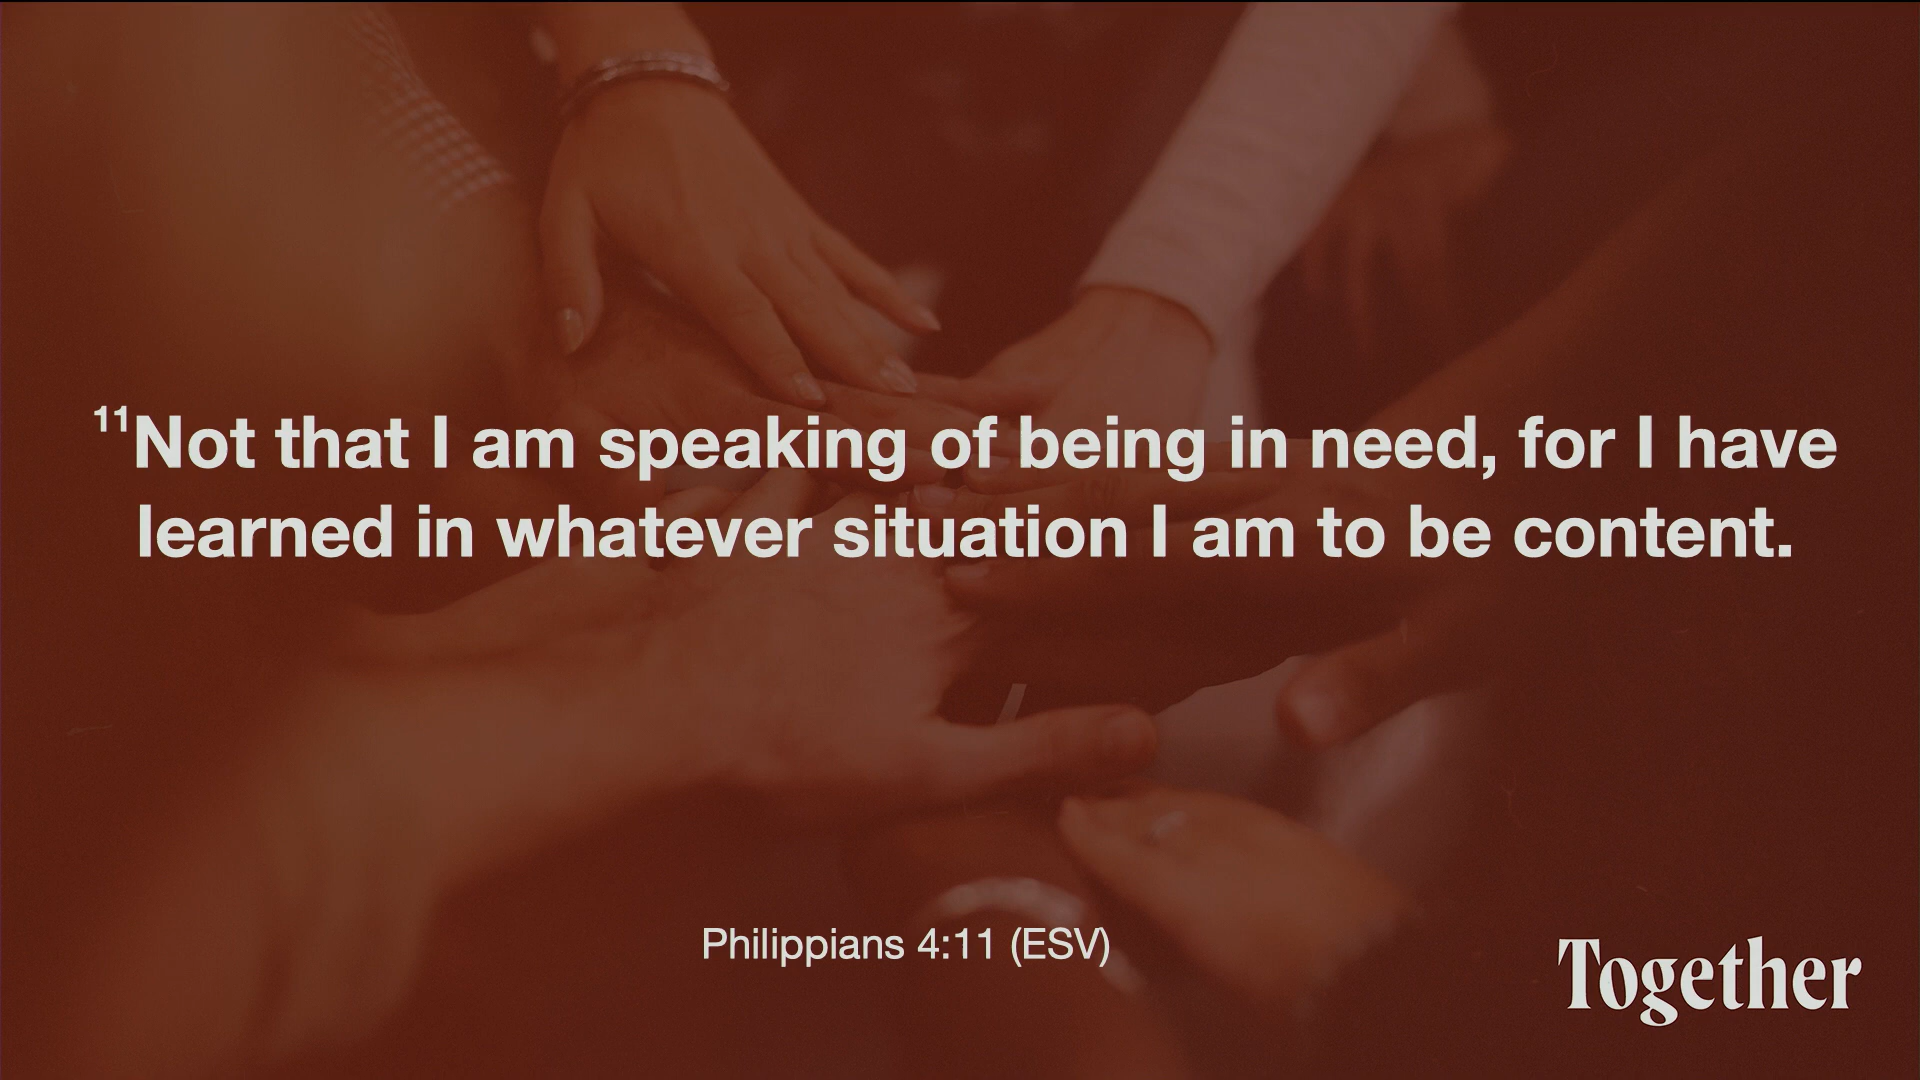 11Not that I am speaking of being in need, for I have
learned in whatever situation I am to be content.
Philippians 4:11 (ESV)
Together